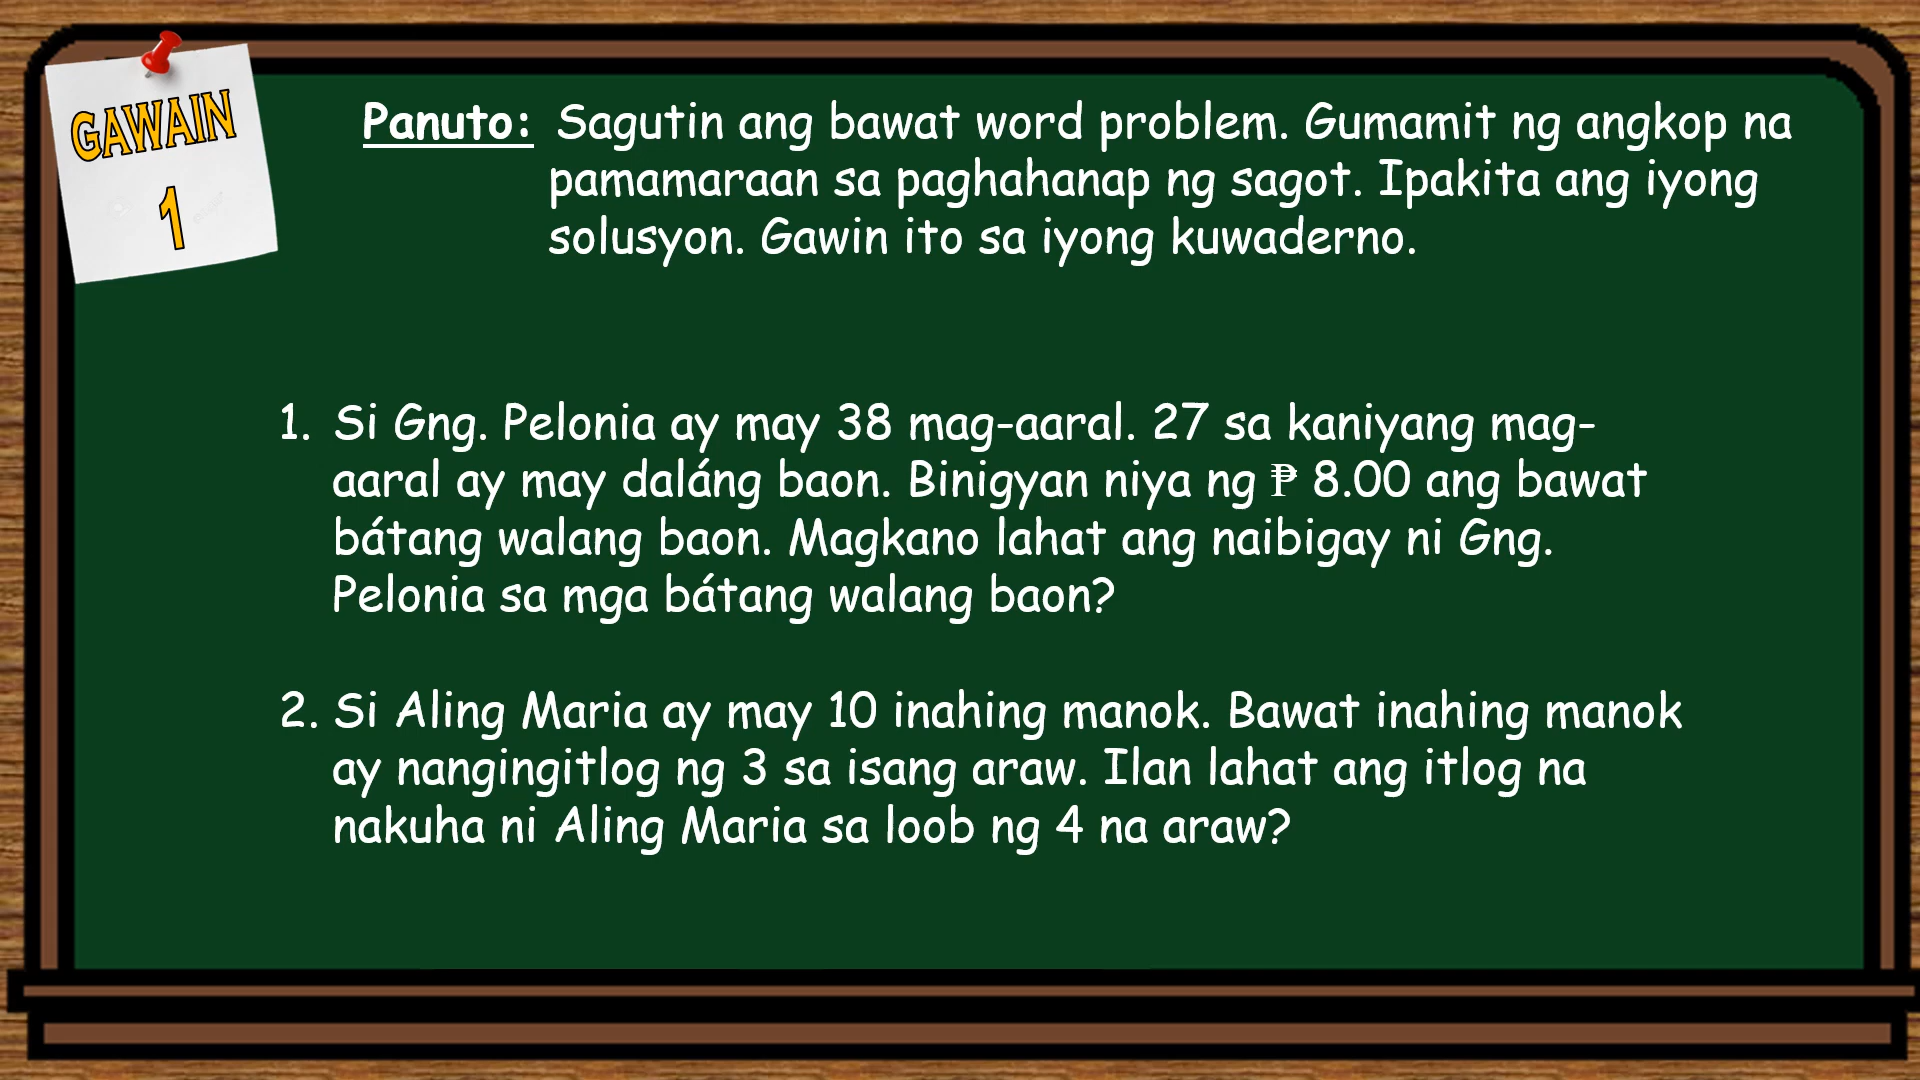 GAWAIN
1
Panuto: Sagutin ang bawat word problem. Gumamit ng angkop na
pamamaraan sa paghahanap ng sagot. Ipakita ang iyong
solusyon. Gawin ito sa iyong kuwaderno.
1. Si Gng. Pelonia ay may 38 mag-aaral. 27 sa kaniyang mag-
aaral ay may daláng baon. Binigyan niya ng ₱ 8.00 ang bawat
bátang walang baon. Magkano lahat ang naibigay ni Gng.
Pelonia sa mga bátang walang baon?
2. Si Aling Maria ay may 10 inahing manok. Bawat inahing manok
ay nangingitlog ng 3 sa isang araw. Ilan lahat ang itlog na
nakuha ni Aling Maria sa loob ng 4 na araw?